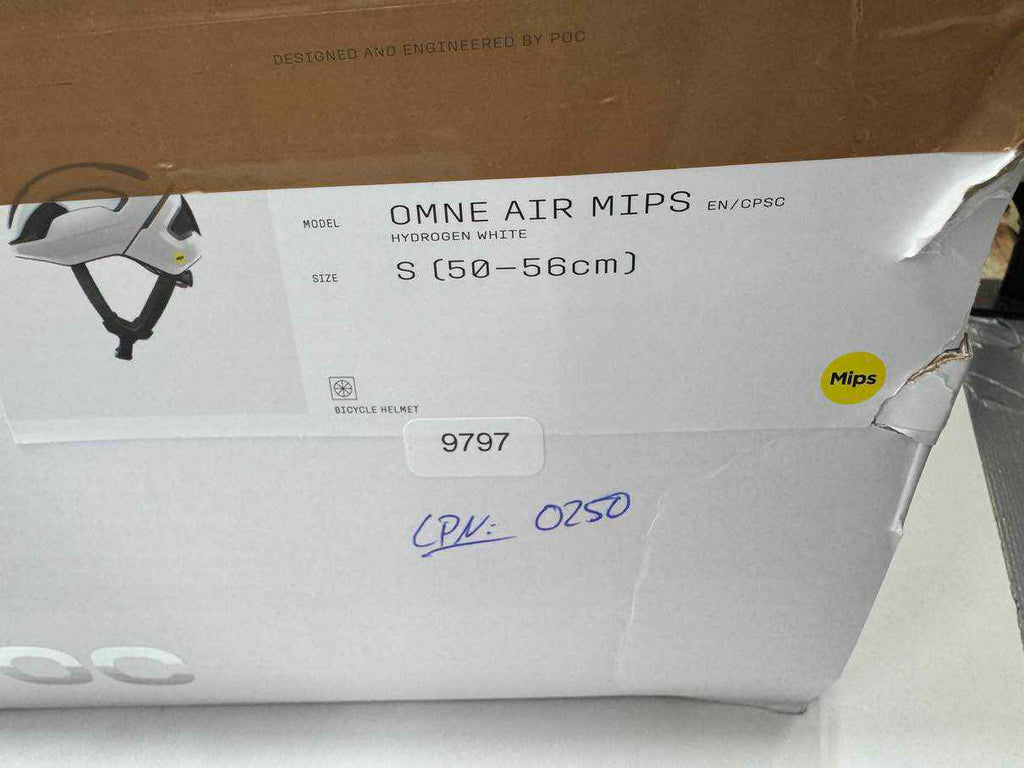 DESIGNED AND ENGINEERED BY POC
MODEL OMNE AIR MIPS EN/CPSC
HYDROGEN WHITE
SIZE S (50–56cm)
Mips
BICYCLE HELMET
9797
LPN: 0250